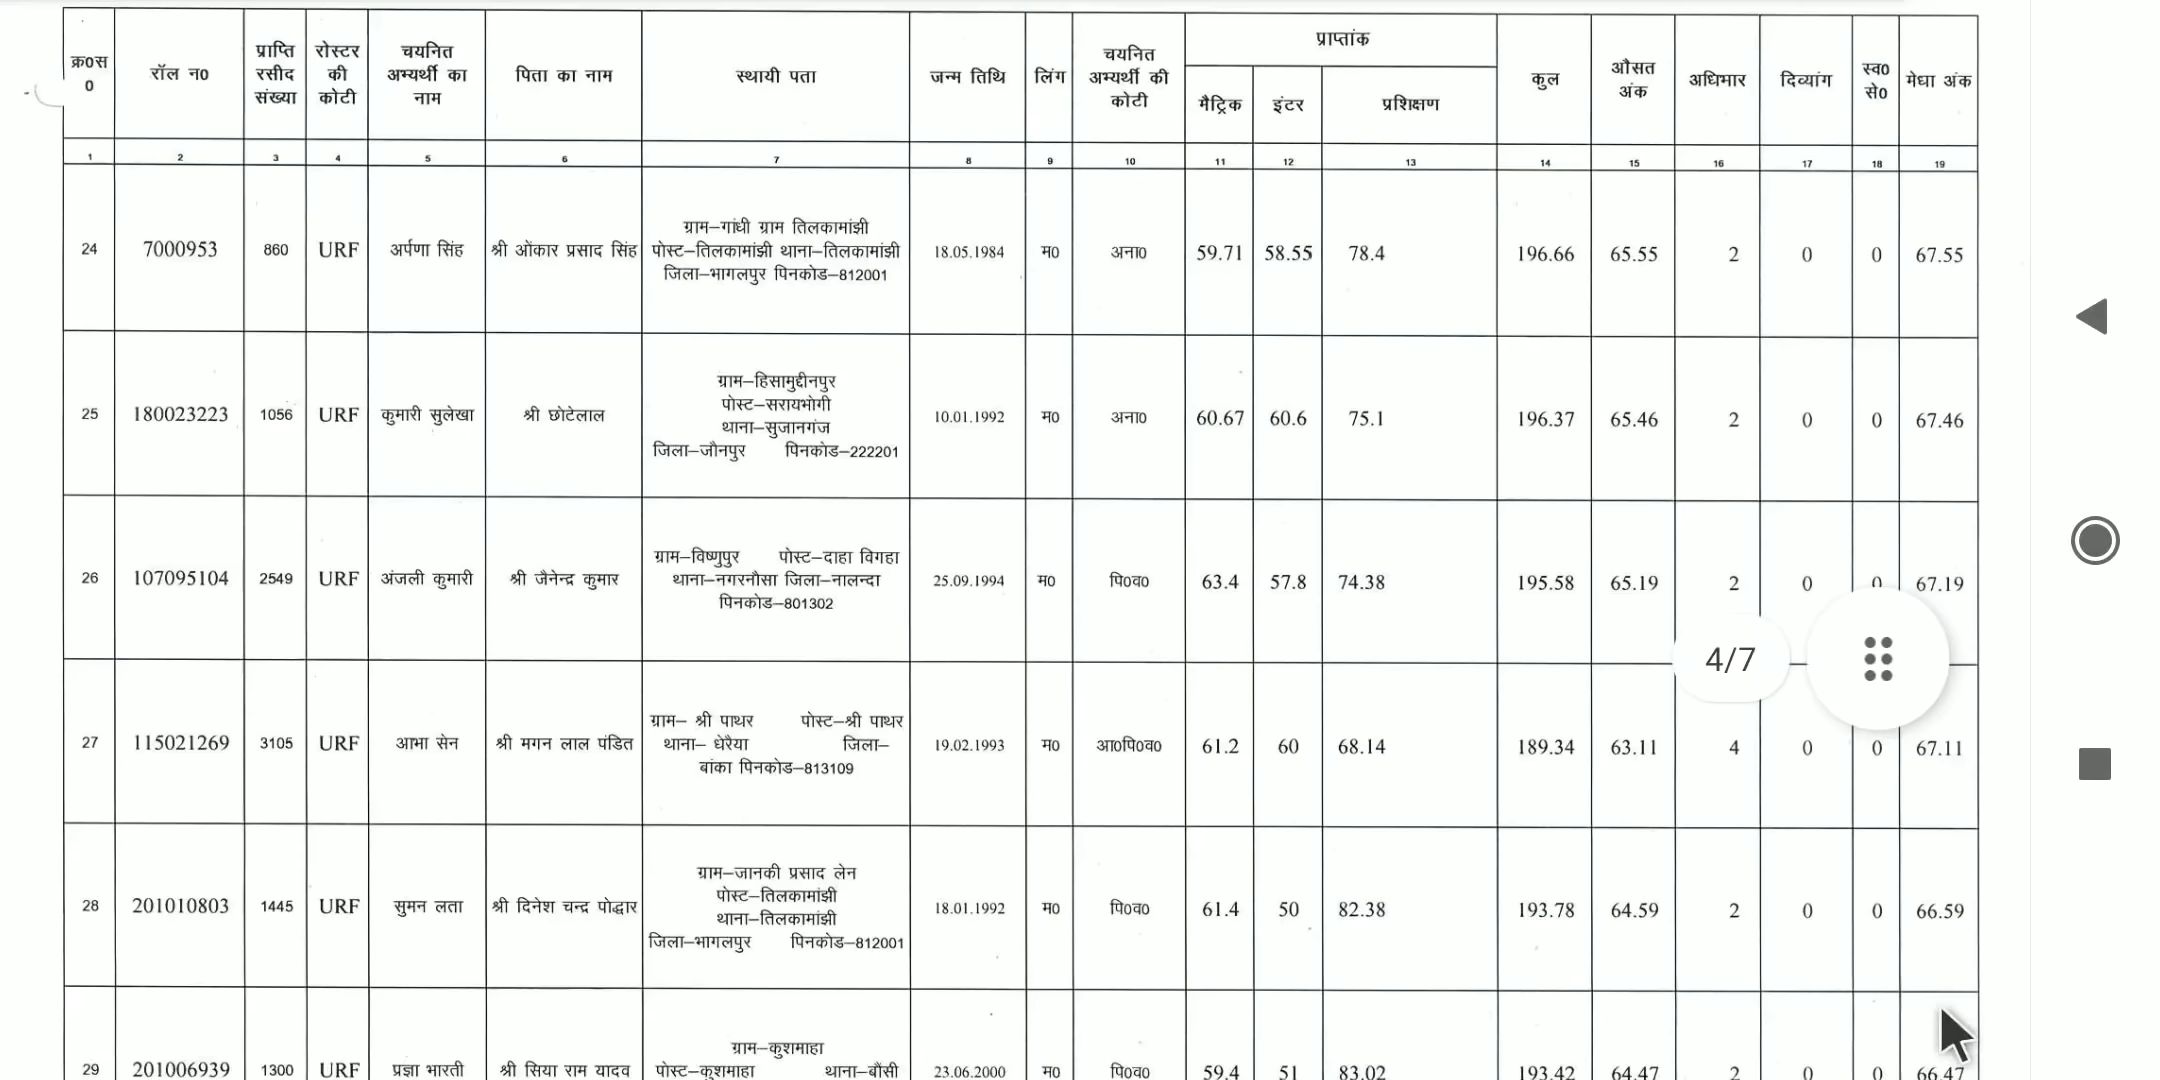 क्र0स0 रॉल न0 प्राप्ति रसीद संख्या रोस्टर की कोटी चयनित अभ्यर्थी का नाम पिता का नाम स्थायी पता जन्म तिथि लिंग चयनित अभ्यर्थी की कोटी प्राप्तांक कुल औसत अंक अधिभार दिव्यांग स्व0 से0 मेधा अंक
मैट्रिक इंटर प्रशिक्षण
1 2 3 4 5 6 7 8 9 10 11 12 13 14 15 16 17 18 19
ग्राम–गांधी ग्राम तिलकामांझी
24 7000953 860 URF अर्पणा सिंह श्री ओंकार प्रसाद सिंह पोस्ट–तिलकामांझी थाना–तिलकामांझी 18.05.1984 म0 अना0 59.71 58.55 78.4 196.66 65.55 2 0 0 67.55
जिला–भागलपुर पिनकोड–812001
ग्राम–हिसामुद्दीनपुर
पोस्ट–सरायभोगी
25 180023223 1056 URF कुमारी सुलेखा श्री छोटेलाल थाना–सुजानगंज 10.01.1992 म0 अना0 60.67 60.6 75.1 196.37 65.46 2 0 0 67.46
जिला–जौनपुर पिनकोड–222201
ग्राम–विष्णुपुर पोस्ट–दाहा विगहा
26 107095104 2549 URF अंजली कुमारी श्री जैनेन्द्र कुमार थाना–नगरनौसा जिला–नालन्दा 25.09.1994 म0 पि0व0 63.4 57.8 74.38 195.58 65.19 2 0 0 67.19
पिनकोड–801302
4/7
ग्राम– श्री पाथर पोस्ट–श्री पाथर
27 115021269 3105 URF आभा सेन श्री मगन लाल पंडित थाना– धेरैया जिला– 19.02.1993 म0 आ0पि0व0 61.2 60 68.14 189.34 63.11 4 0 0 67.11
बांका पिनकोड–813109
ग्राम–जानकी प्रसाद लेन
पोस्ट–तिलकामांझी
28 201010803 1445 URF सुमन लता श्री दिनेश चन्द्र पोद्धार थाना–तिलकामांझी 18.01.1992 म0 पि0व0 61.4 50 82.38 193.78 64.59 2 0 0 66.59
जिला–भागलपुर पिनकोड–812001
ग्राम–कुशमाहा
29 201006939 1300 URF प्रज्ञा भारती श्री सिया राम यादव पोस्ट–कुशमाहा थाना–बौंसी 23.06.2000 म0 पि0व0 59.4 51 83.02 193.42 64.47 2 0 0 66.47